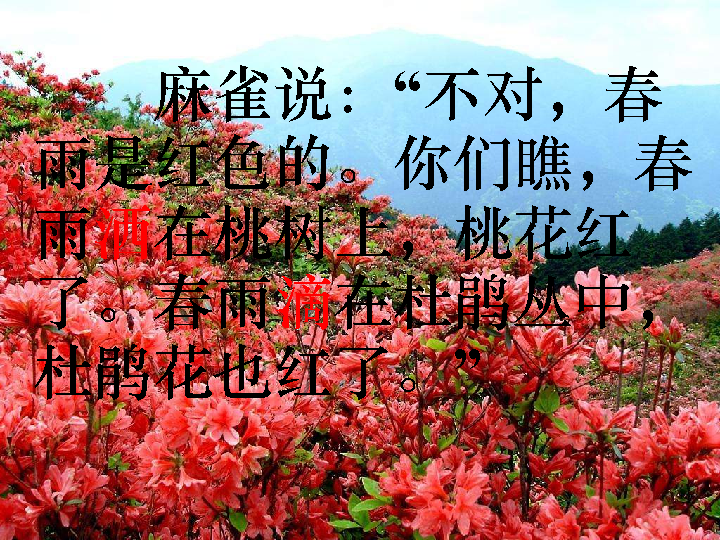 麻雀说：“不对，春
雨是红色的。你们瞧，春
雨洒在桃树上，桃花红
了。春雨滴在杜鹃丛中，
杜鹃花也红了。”